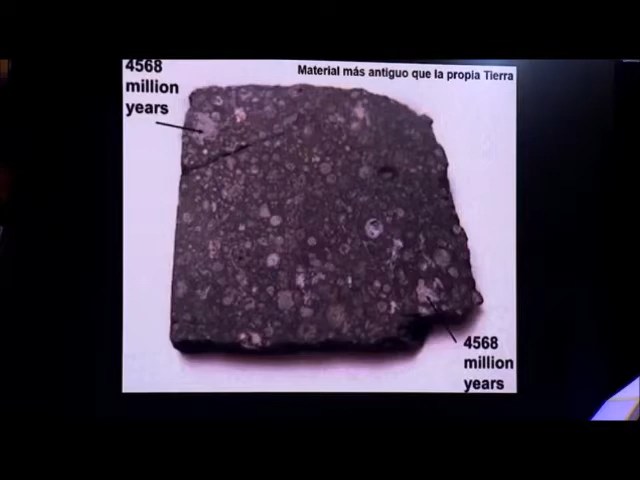 4568
million
years
Material más antiguo que la propia Tierra
4568
million
years